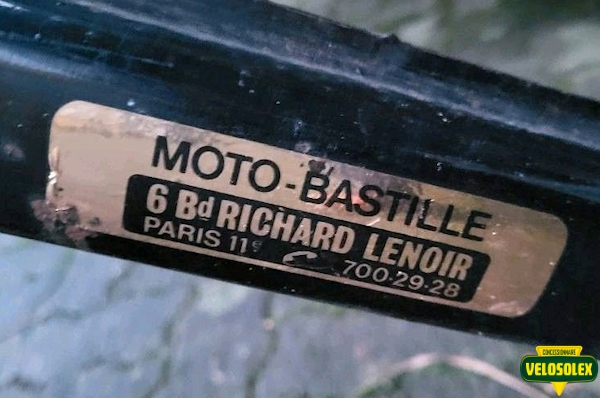 MOTO-BASTILLE
6 Bd RICHARD LENOIR
PARIS 11e 700·29·28
CONCESSIONNAIRE
VELOSOLEX